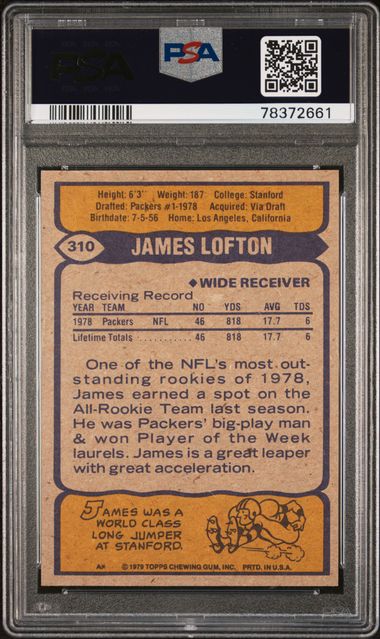 PSA
PSA
78372661
Height: 6'3" Weight: 187 College: Stanford
Drafted: Packers #1-1978 Acquired: Via Draft
Birthdate: 7-5-56 Home: Los Angeles, California
310 JAMES LOFTON
◆WIDE RECEIVER
Receiving Record
YEAR TEAM NO YDS AVG TDS
1978 Packers NFL 46 818 17.7 6
Lifetime Totals ........... 46 818 17.7 6
One of the NFL's most out-
standing rookies of 1978,
James earned a spot on the
All-Rookie Team last season.
He was Packers' big-play man
& won Player of the Week
laurels. James is a great leaper
with great acceleration.
JAMES WAS A
WORLD CLASS
LONG JUMPER
AT STANFORD.
© 1979 TOPPS CHEWING GUM, INC. PRTD. IN U.S.A.